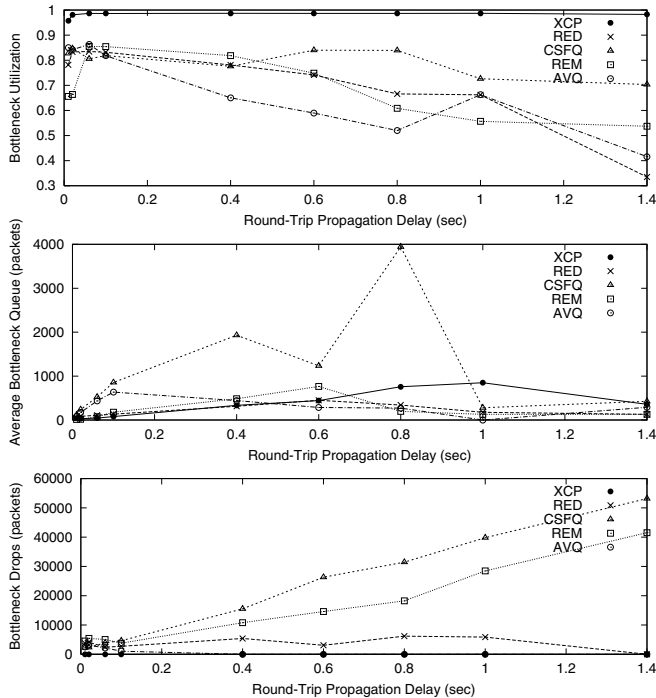 1
0.9
0.8
0.7
0.6
0.5
0.4
0.3
Bottleneck Utilization
XCP
RED
CSFQ
REM
AVQ
0 0.2 0.4 0.6 0.8 1 1.2 1.4
Round-Trip Propagation Delay (sec)
4000
3000
2000
1000
0
Average Bottleneck Queue (packets)
XCP
RED
CSFQ
REM
AVQ
0 0.2 0.4 0.6 0.8 1 1.2 1.4
Round-Trip Propagation Delay (sec)
60000
50000
40000
30000
20000
10000
0
Bottleneck Drops (packets)
XCP
RED
CSFQ
REM
AVQ
0 0.2 0.4 0.6 0.8 1 1.2 1.4
Round-Trip Propagation Delay (sec)